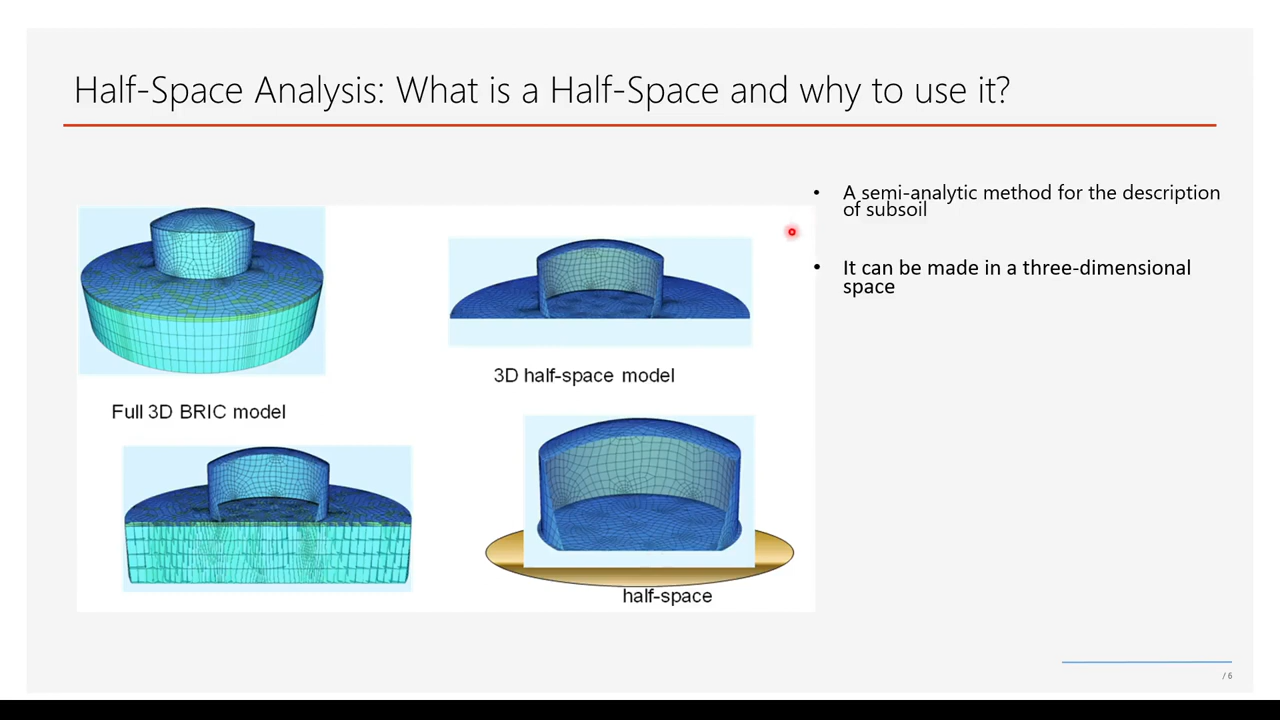 Half-Space Analysis: What is a Half-Space and why to use it?
• A semi-analytic method for the description
of subsoil
• It can be made in a three-dimensional
space
3D half-space model
Full 3D BRIC model
half-space
/ 6